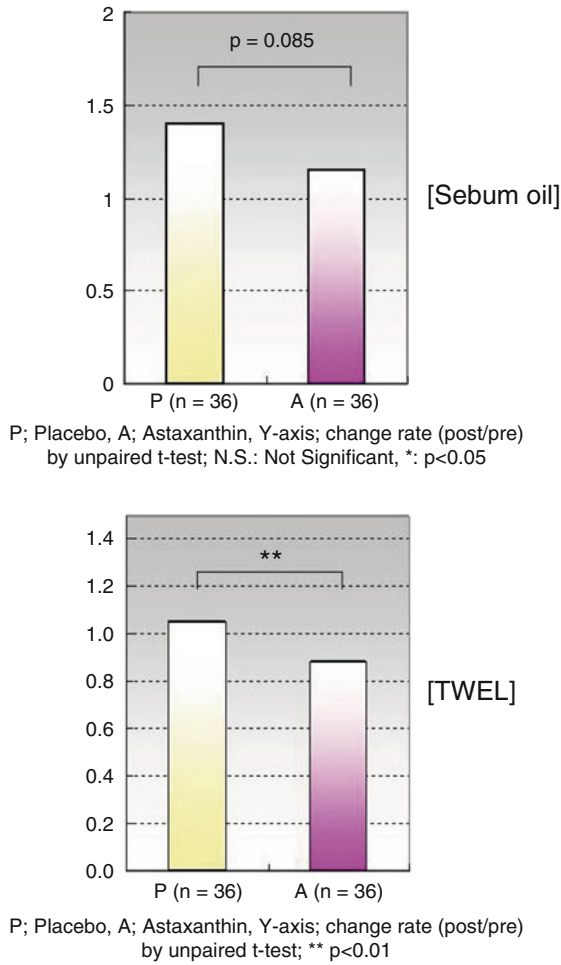 2
p = 0.085
1.5
1
[Sebum oil]
0.5
0
P (n = 36) A (n = 36)
P; Placebo, A; Astaxanthin, Y-axis; change rate (post/pre)
by unpaired t-test; N.S.: Not Significant, *: p<0.05
1.4
**
1.2
1.0
0.8
[TWEL]
0.6
0.4
0.2
0.0
P (n = 36) A (n = 36)
P; Placebo, A; Astaxanthin, Y-axis; change rate (post/pre)
by unpaired t-test; ** p<0.01